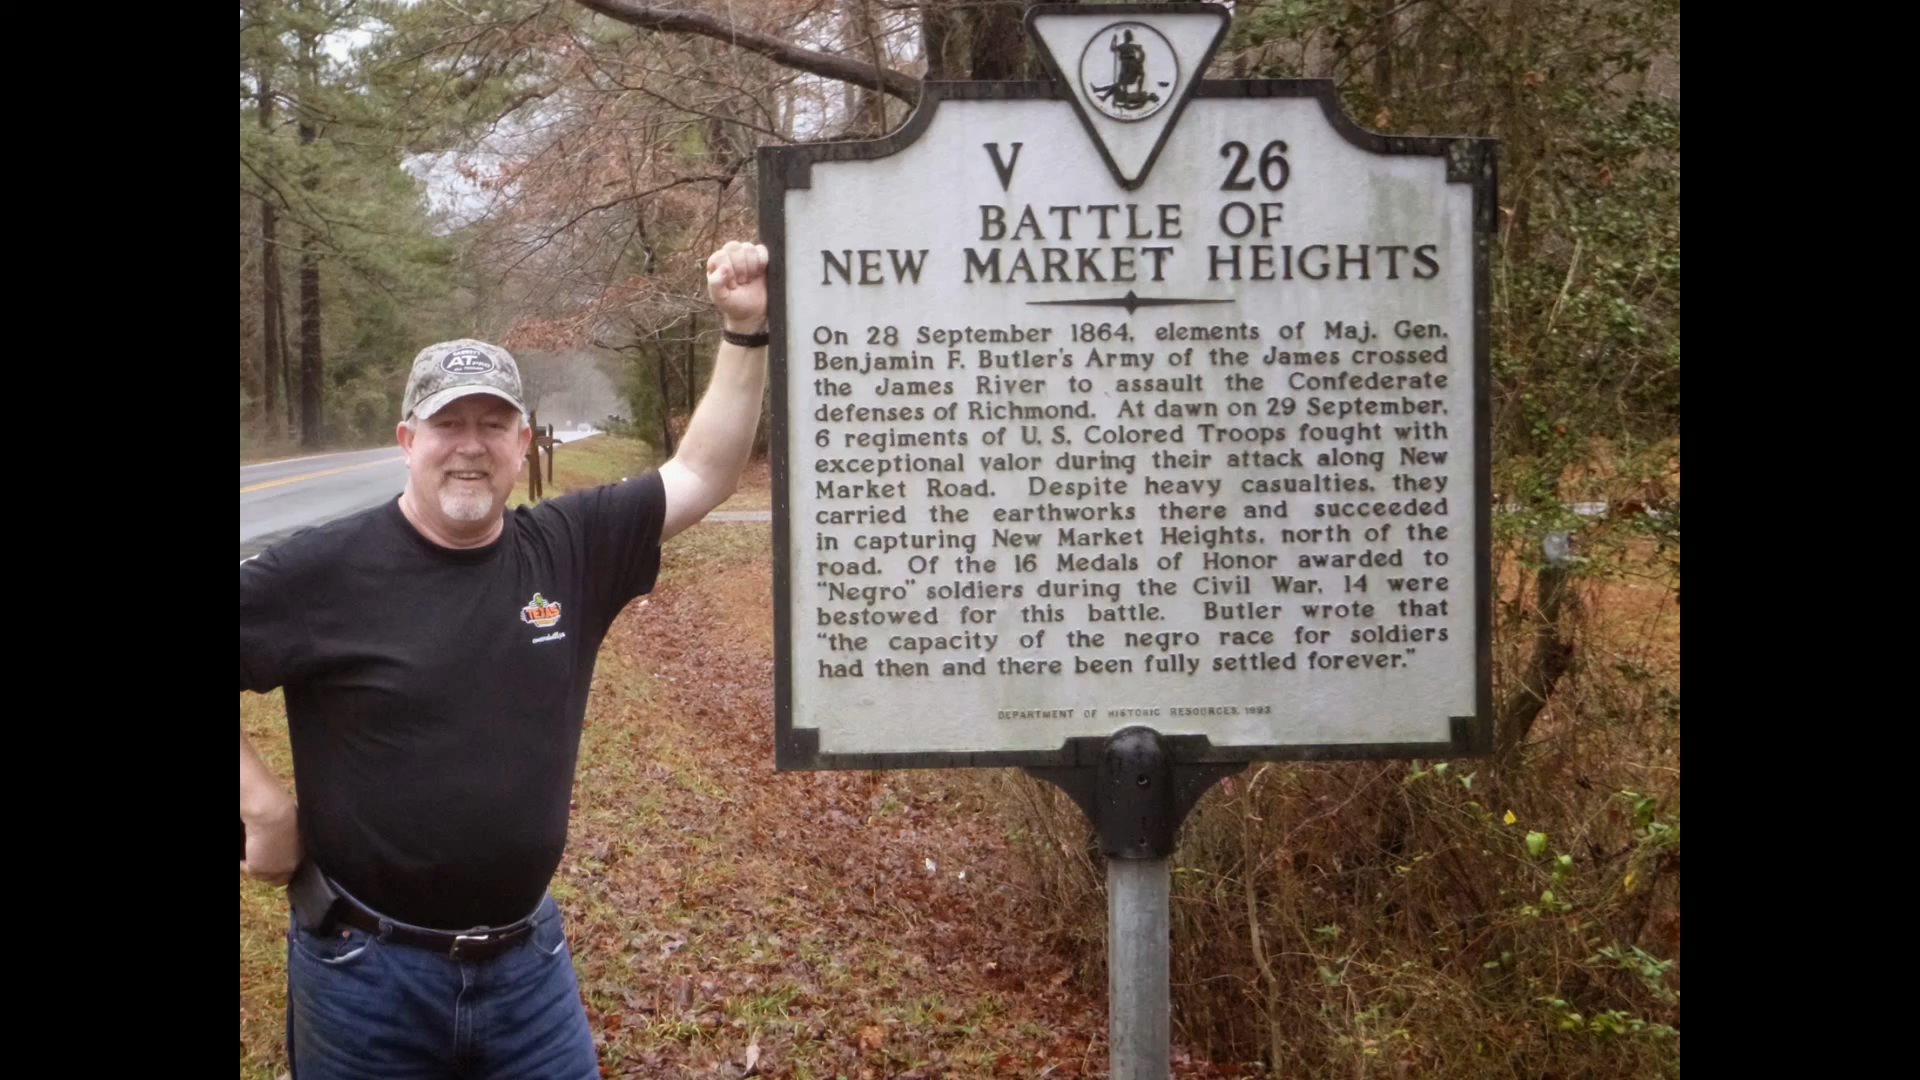 V 26
BATTLE OF
NEW MARKET HEIGHTS
On 28 September 1864, elements of Maj. Gen.
Benjamin F. Butler's Army of the James crossed
the James River to assault the Confederate
defenses of Richmond. At dawn on 29 September,
6 regiments of U. S. Colored Troops fought with
exceptional valor during their attack along New
Market Road. Despite heavy casualties, they
carried the earthworks there and succeeded
in capturing New Market Heights, north of the
road. Of the 16 Medals of Honor awarded to
"Negro" soldiers during the Civil War, 14 were
bestowed for this battle. Butler wrote that
"the capacity of the negro race for soldiers
had then and there been fully settled forever."
DEPARTMENT OF HISTORIC RESOURCES, 1993
GARRETT
AT PRO
TEXAS